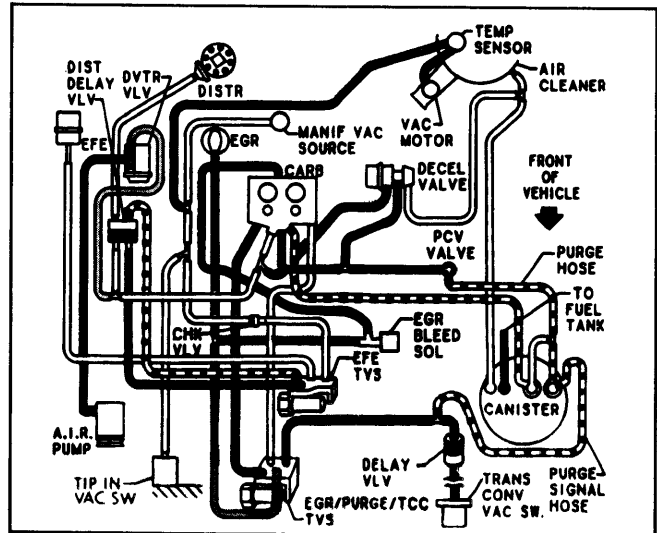 TEMP
SENSOR
DIST
DELAY
VLV
DVTR
VLV
DISTR
AIR
CLEANER
EFE
EGR
MANIF VAC
SOURCE
VAC
MOTOR
CARB
DECEL
VALVE
FRONT
OF
VEHICLE
PCV
VALVE
PURGE
HOSE
TO
FUEL
TANK
CHK
VLV
EGR
BLEED
SOL
EFE
TVS
CANISTER
A.I.R.
PUMP
TIP IN
VAC SW
DELAY
VLV
TRANS
CONV
VAC SW.
PURGE
SIGNAL
HOSE
EGR/PURGE/TCC
TVS